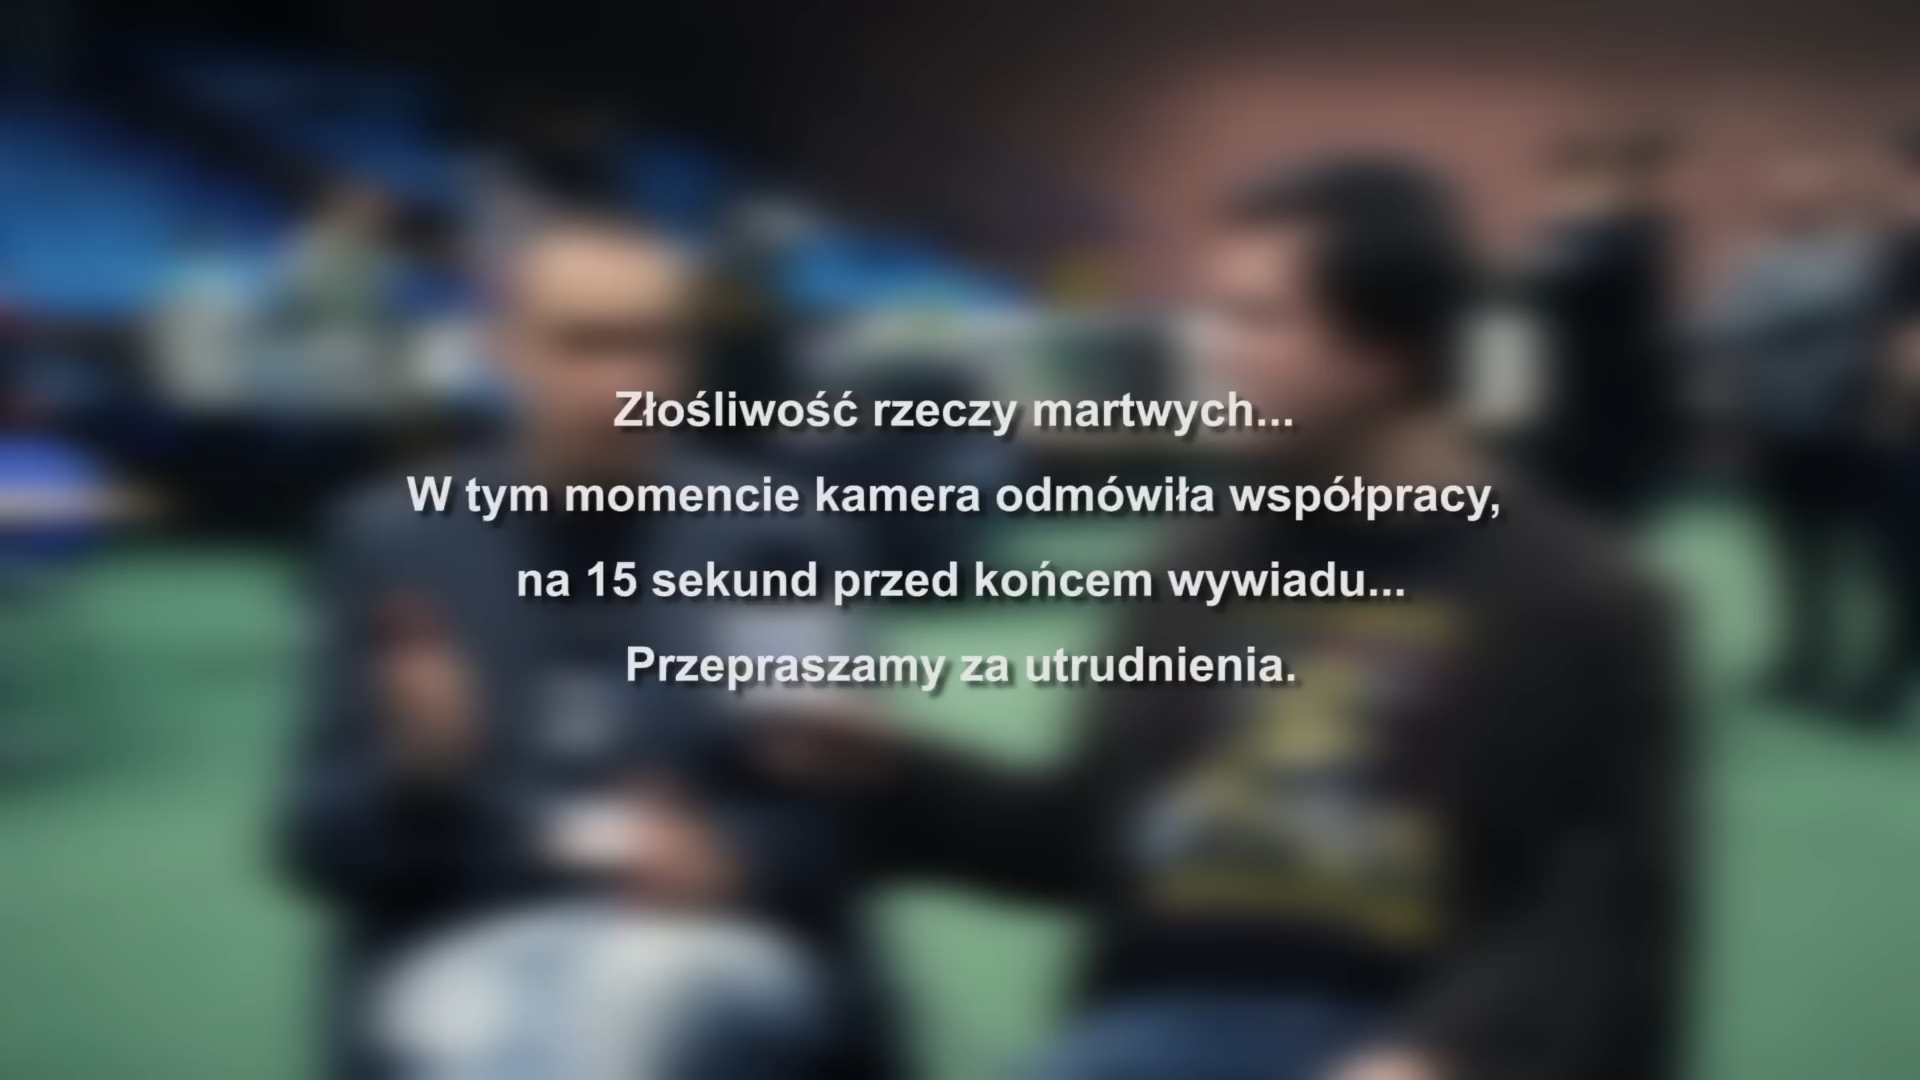 Złośliwość rzeczy martwych...
W tym momencie kamera odmówiła współpracy,
na 15 sekund przed końcem wywiadu...
Przepraszamy za utrudnienia.